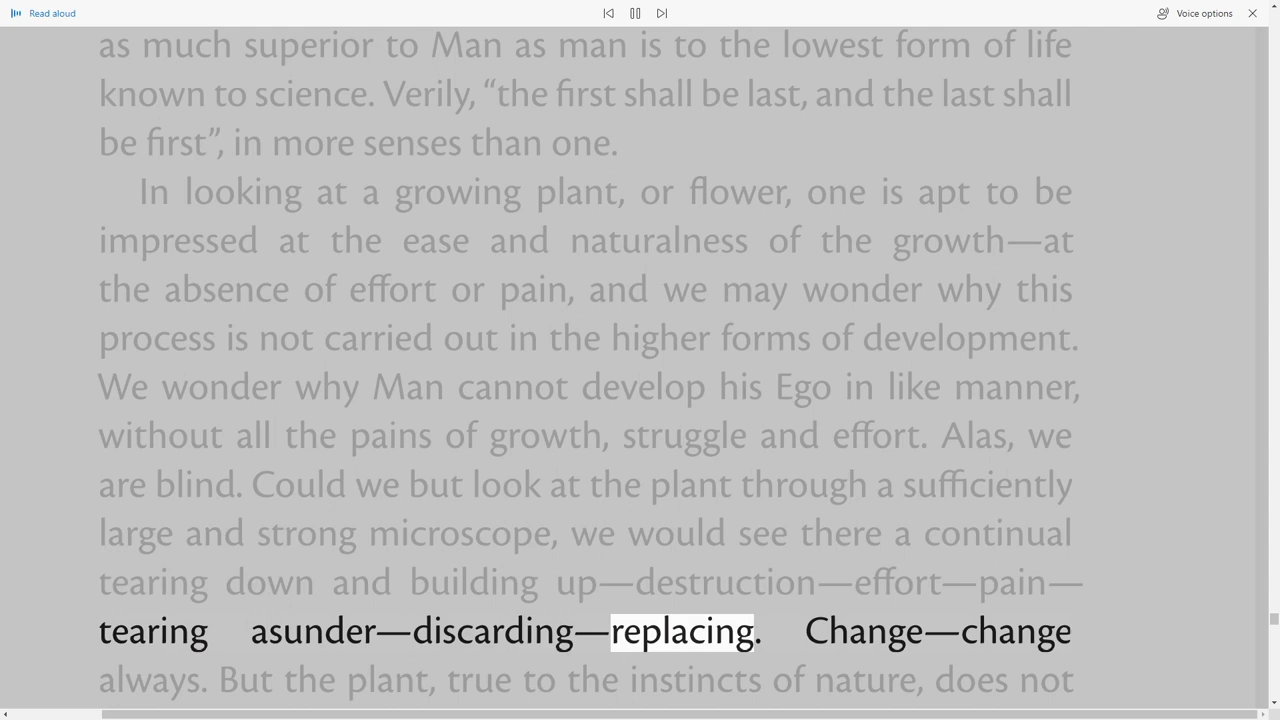 Read aloud
Voice options
as much superior to Man as man is to the lowest form of life
known to science. Verily, “the first shall be last, and the last shall
be first”, in more senses than one.
In looking at a growing plant, or flower, one is apt to be
impressed at the ease and naturalness of the growth—at
the absence of effort or pain, and we may wonder why this
process is not carried out in the higher forms of development.
We wonder why Man cannot develop his Ego in like manner,
without all the pains of growth, struggle and effort. Alas, we
are blind. Could we but look at the plant through a sufficiently
large and strong microscope, we would see there a continual
tearing down and building up—destruction—effort—pain—
tearing asunder—discarding—replacing. Change—change
always. But the plant, true to the instincts of nature, does not